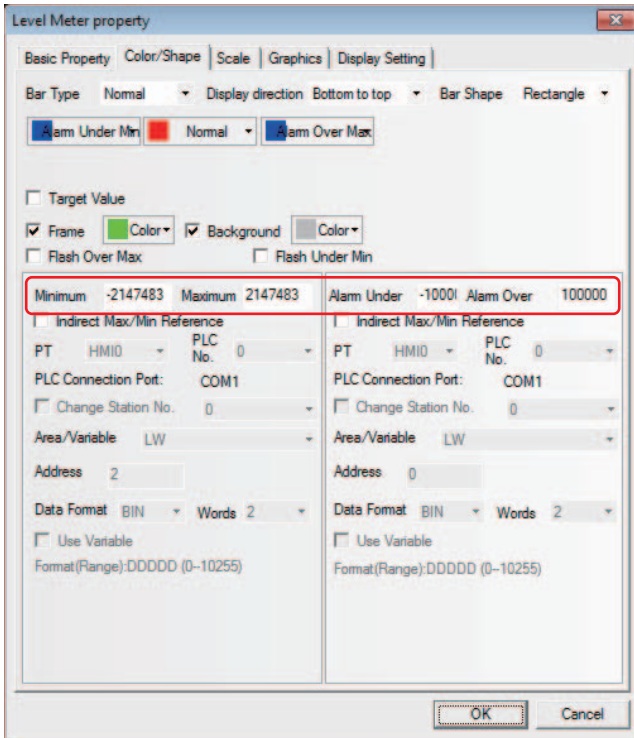 Level Meter property
Basic Property Color/Shape Scale Graphics Display Setting
Bar Type Normal Display direction Bottom to top Bar Shape Rectangle
Alarm Under Min Normal Alarm Over Max
Target Value
Frame Color Background Color
Flash Over Max Flash Under Min
Minimum -2147483 Maximum 2147483 Alarm Under -1000 Alarm Over 100000
Indirect Max/Min Reference Indirect Max/Min Reference
PT HMI0 PLC No. 0 PT HMI0 PLC No. 0
PLC Connection Port: COM1 PLC Connection Port: COM1
Change Station No. 0 Change Station No. 0
Area/Variable LW Area/Variable LW
Address 2 Address 0
Data Format BIN Words 2 Data Format BIN Words 2
Use Variable Use Variable
Format(Range):DDDDD (0--10255) Format(Range):DDDDD (0--10255)
OK Cancel